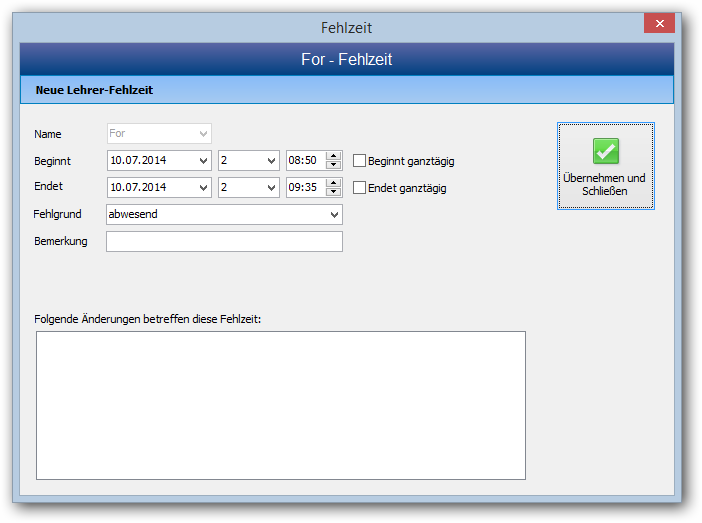 Fehlzeit
For - Fehlzeit
Neue Lehrer-Fehlzeit
Name For
Beginnt 10.07.2014 2 08:50 Beginnt ganztägig
Endet 10.07.2014 2 09:35 Endet ganztägig
Fehlgrund abwesend
Bemerkung
Übernehmen und
Schließen
Folgende Änderungen betreffen diese Fehlzeit: